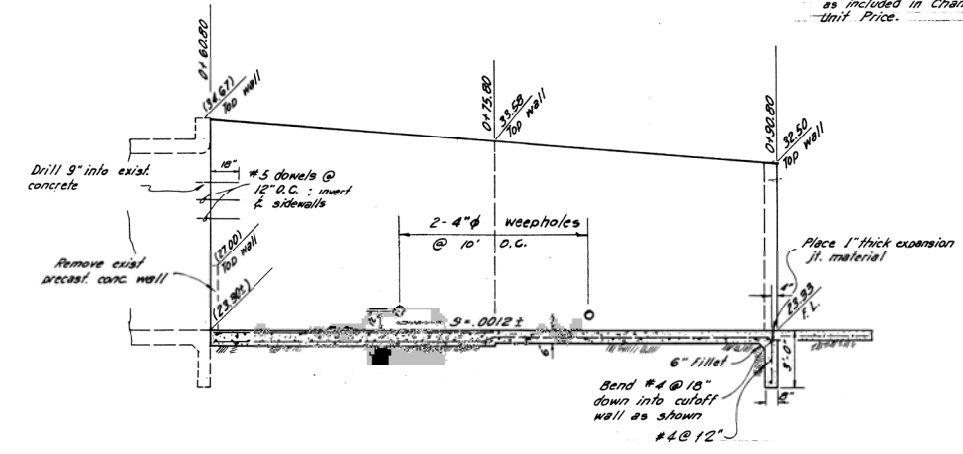 as included in Chan
Unit Price.
0+60.80
(34.67)
Top wall
0+75.80
33.58
Top wall
0+90.80
32.50
Top wall
Drill 9" into exist.
concrete
18"
#5 dowels @
12" O.C. : invert
& sidewalls
2-4"φ weepholes
@ 10' O.C.
(27.00)
Top wall
Remove exist
precast. conc. wall
(23.90±)
Place 1" thick expansion
jt. material
4"
23.93
F.L.
S=.0012±
6"
6" Fillet
3'-0"
Bend #4 @ 18"
down into cutoff
wall as shown
8"
#4 @ 12"